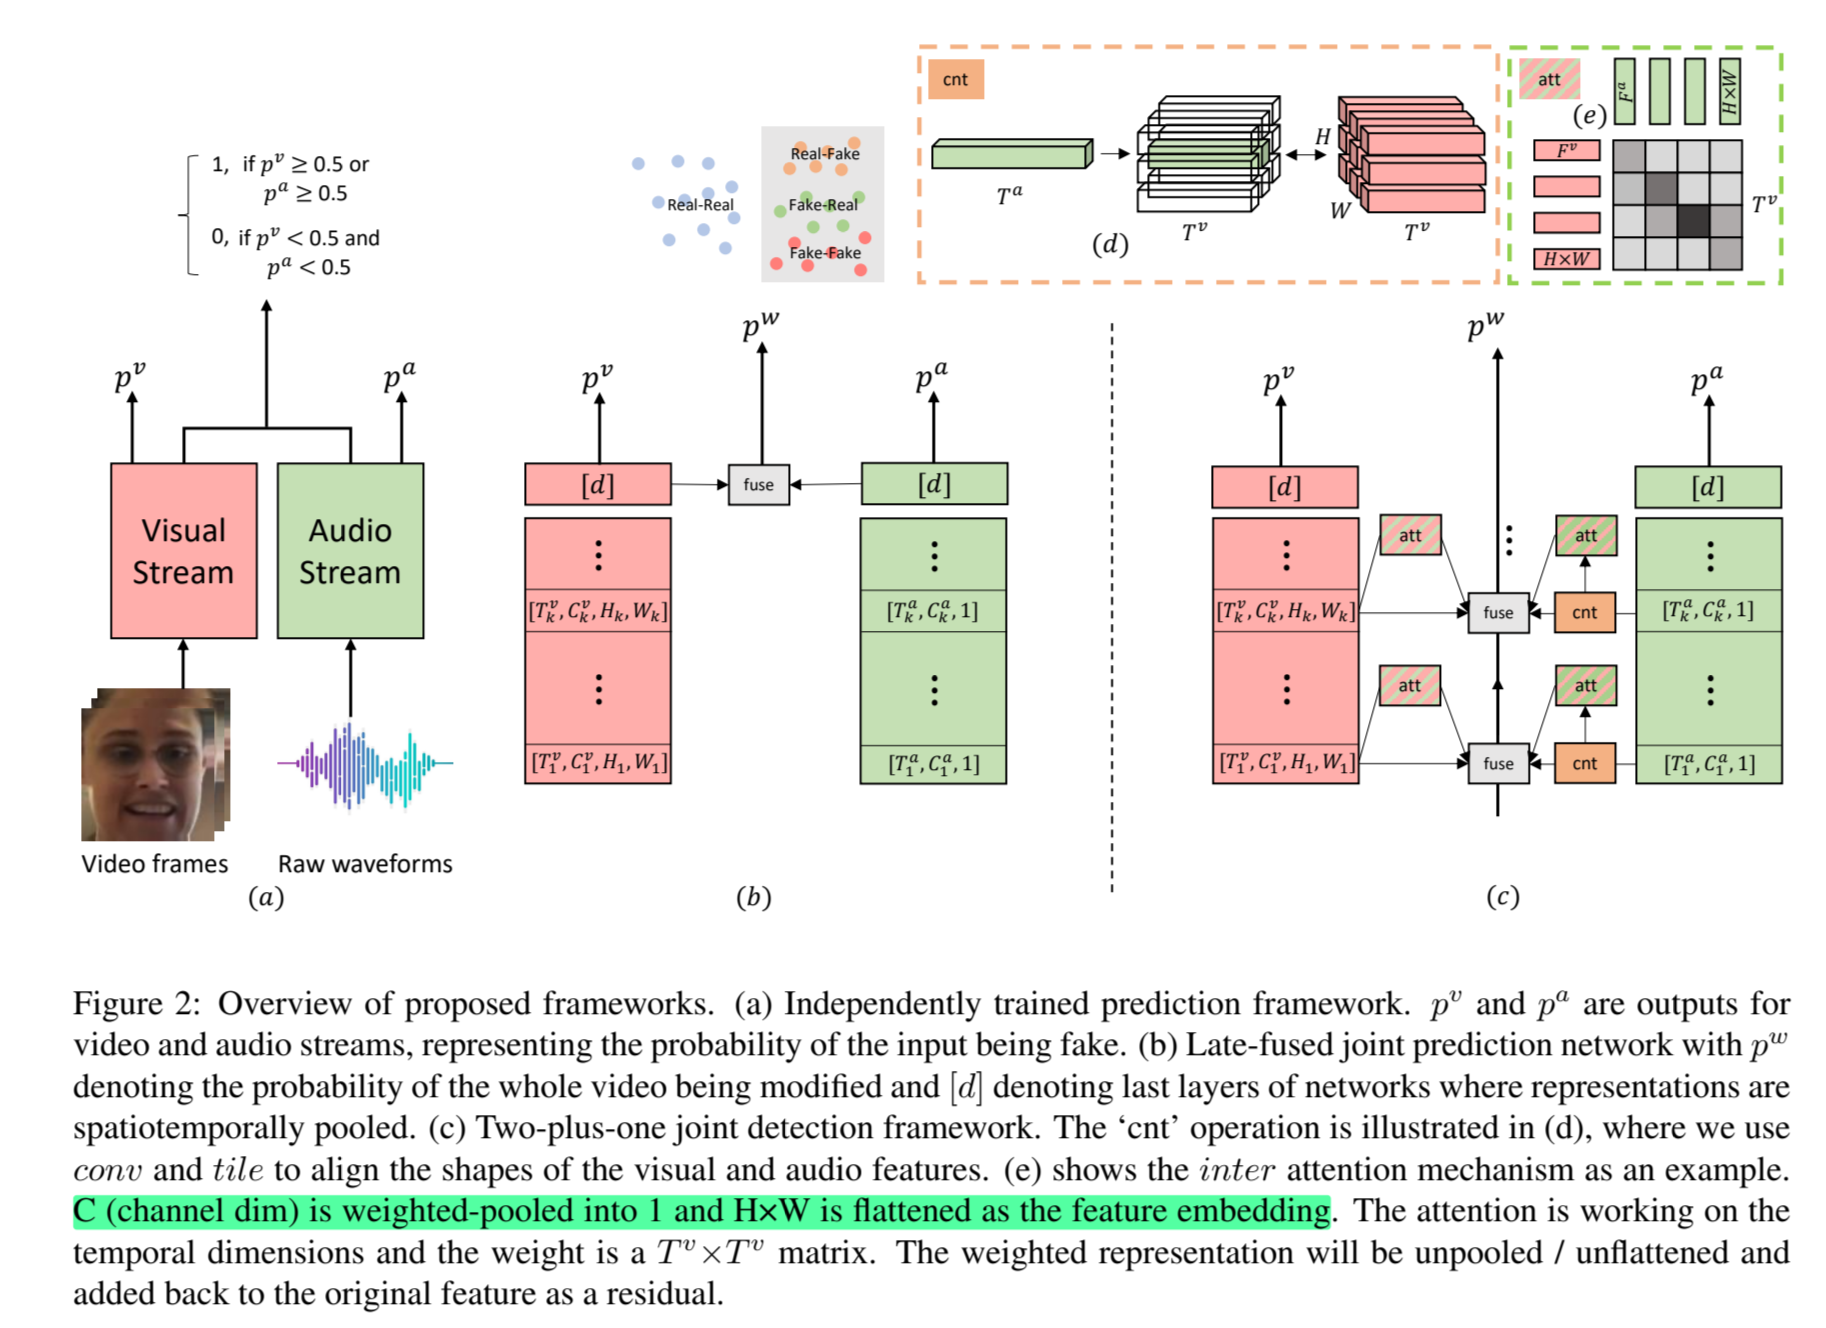 1, if p^v ≥ 0.5 or
p^a ≥ 0.5
0, if p^v < 0.5 and
p^a < 0.5
p^v
p^a
Visual
Stream
Audio
Stream
Video frames
Raw waveforms
(a)
Real-Real
Real-Fake
Fake-Real
Fake-Fake
p^w
p^v
p^a
[d]
fuse
[d]
[T_k^v, C_k^v, H_k, W_k]
[T_k^a, C_k^a, 1]
[T_1^v, C_1^v, H_1, W_1]
[T_1^a, C_1^a, 1]
(b)
cnt
T^a
T^v
H
W
T^v
(d)
att
(e)
F^a
H×W
F^v
H×W
T^v
p^w
p^v
p^a
[d]
[d]
att
att
[T_k^v, C_k^v, H_k, W_k]
fuse
cnt
[T_k^a, C_k^a, 1]
att
att
[T_1^v, C_1^v, H_1, W_1]
fuse
cnt
[T_1^a, C_1^a, 1]
(c)
Figure 2: Overview of proposed frameworks. (a) Independently trained prediction framework. p^v and p^a are outputs for
video and audio streams, representing the probability of the input being fake. (b) Late-fused joint prediction network with p^w
denoting the probability of the whole video being modified and [d] denoting last layers of networks where representations are
spatiotemporally pooled. (c) Two-plus-one joint detection framework. The ‘cnt’ operation is illustrated in (d), where we use
conv and tile to align the shapes of the visual and audio features. (e) shows the inter attention mechanism as an example.
C (channel dim) is weighted-pooled into 1 and H×W is flattened as the feature embedding. The attention is working on the
temporal dimensions and the weight is a T^v×T^v matrix. The weighted representation will be unpooled / unflattened and
added back to the original feature as a residual.